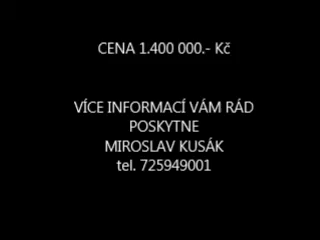 CENA 1.400 000.- Kč
VÍCE INFORMACÍ VÁM RÁD
POSKYTNE
MIROSLAV KUSÁK
tel. 725949001